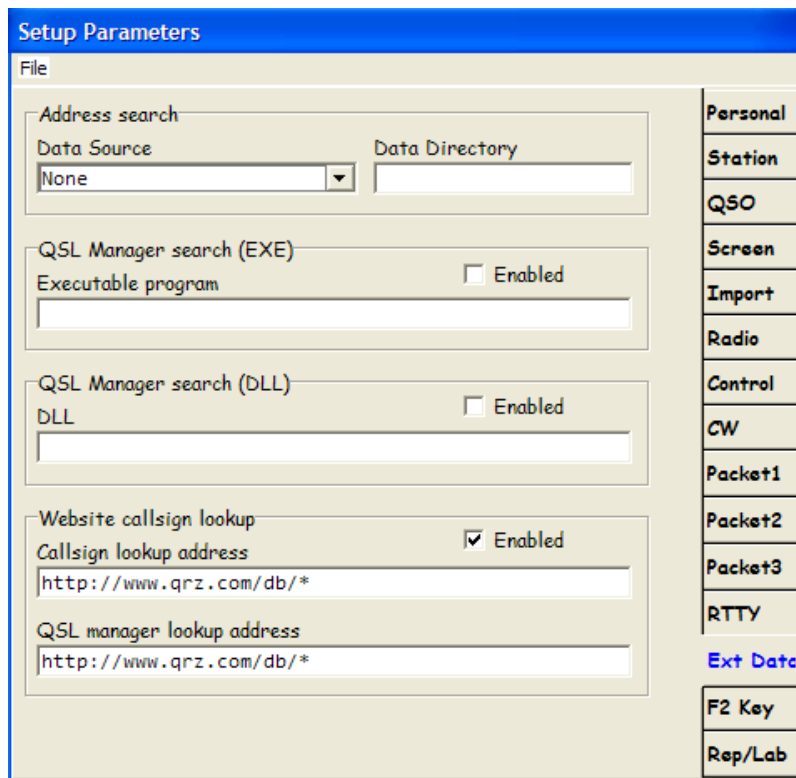 Setup Parameters
File
Address search
Data Source
Data Directory
None
QSL Manager search (EXE)
Enabled
Executable program
QSL Manager search (DLL)
Enabled
DLL
Website callsign lookup
Enabled
Callsign lookup address
http://www.qrz.com/db/*
QSL manager lookup address
http://www.qrz.com/db/*
Personal
Station
QSO
Screen
Import
Radio
Control
CW
Packet1
Packet2
Packet3
RTTY
Ext Data
F2 Key
Rep/Lab